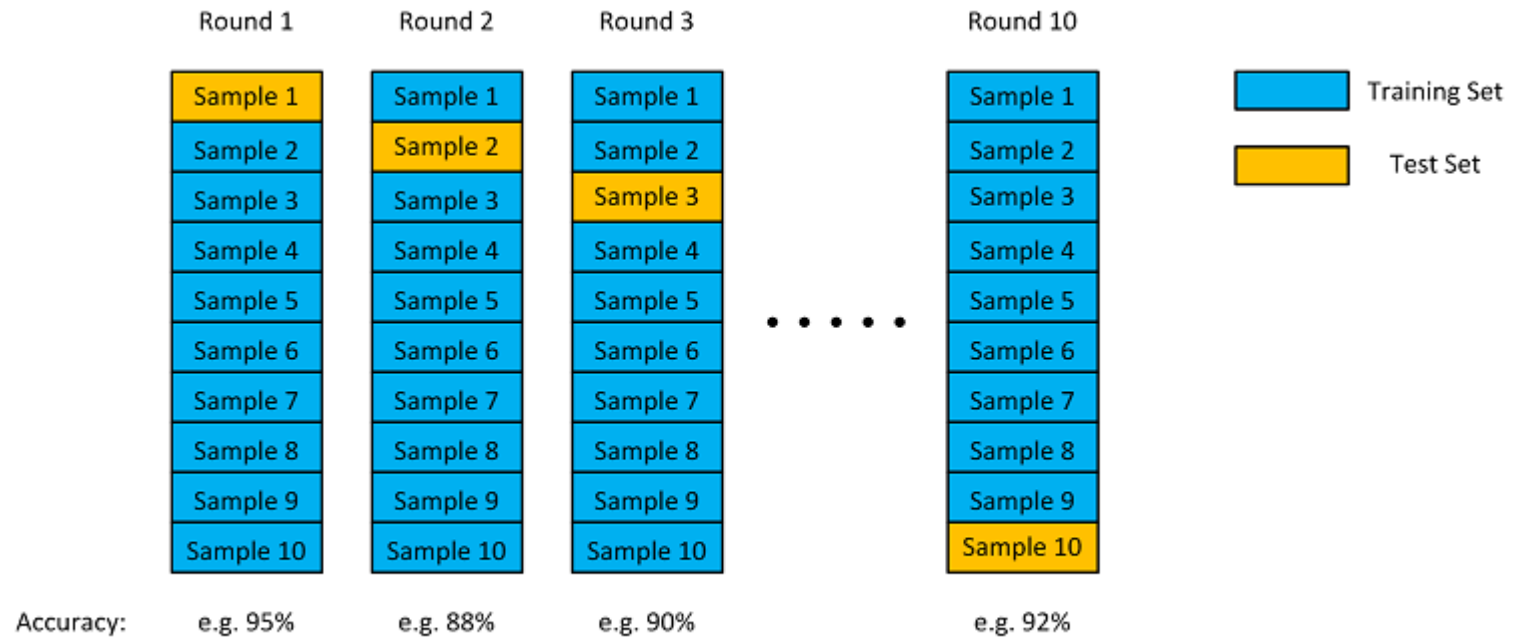 Round 1 Round 2 Round 3 Round 10
Sample 1 Sample 1 Sample 1 Sample 1 Training Set
Sample 2 Sample 2 Sample 2 Sample 2 Test Set
Sample 3 Sample 3 Sample 3 Sample 3
Sample 4 Sample 4 Sample 4 Sample 4
Sample 5 Sample 5 Sample 5 Sample 5
Sample 6 Sample 6 Sample 6 Sample 6
Sample 7 Sample 7 Sample 7 Sample 7
Sample 8 Sample 8 Sample 8 Sample 8
Sample 9 Sample 9 Sample 9 Sample 9
Sample 10 Sample 10 Sample 10 Sample 10
Accuracy: e.g. 95% e.g. 88% e.g. 90% e.g. 92%